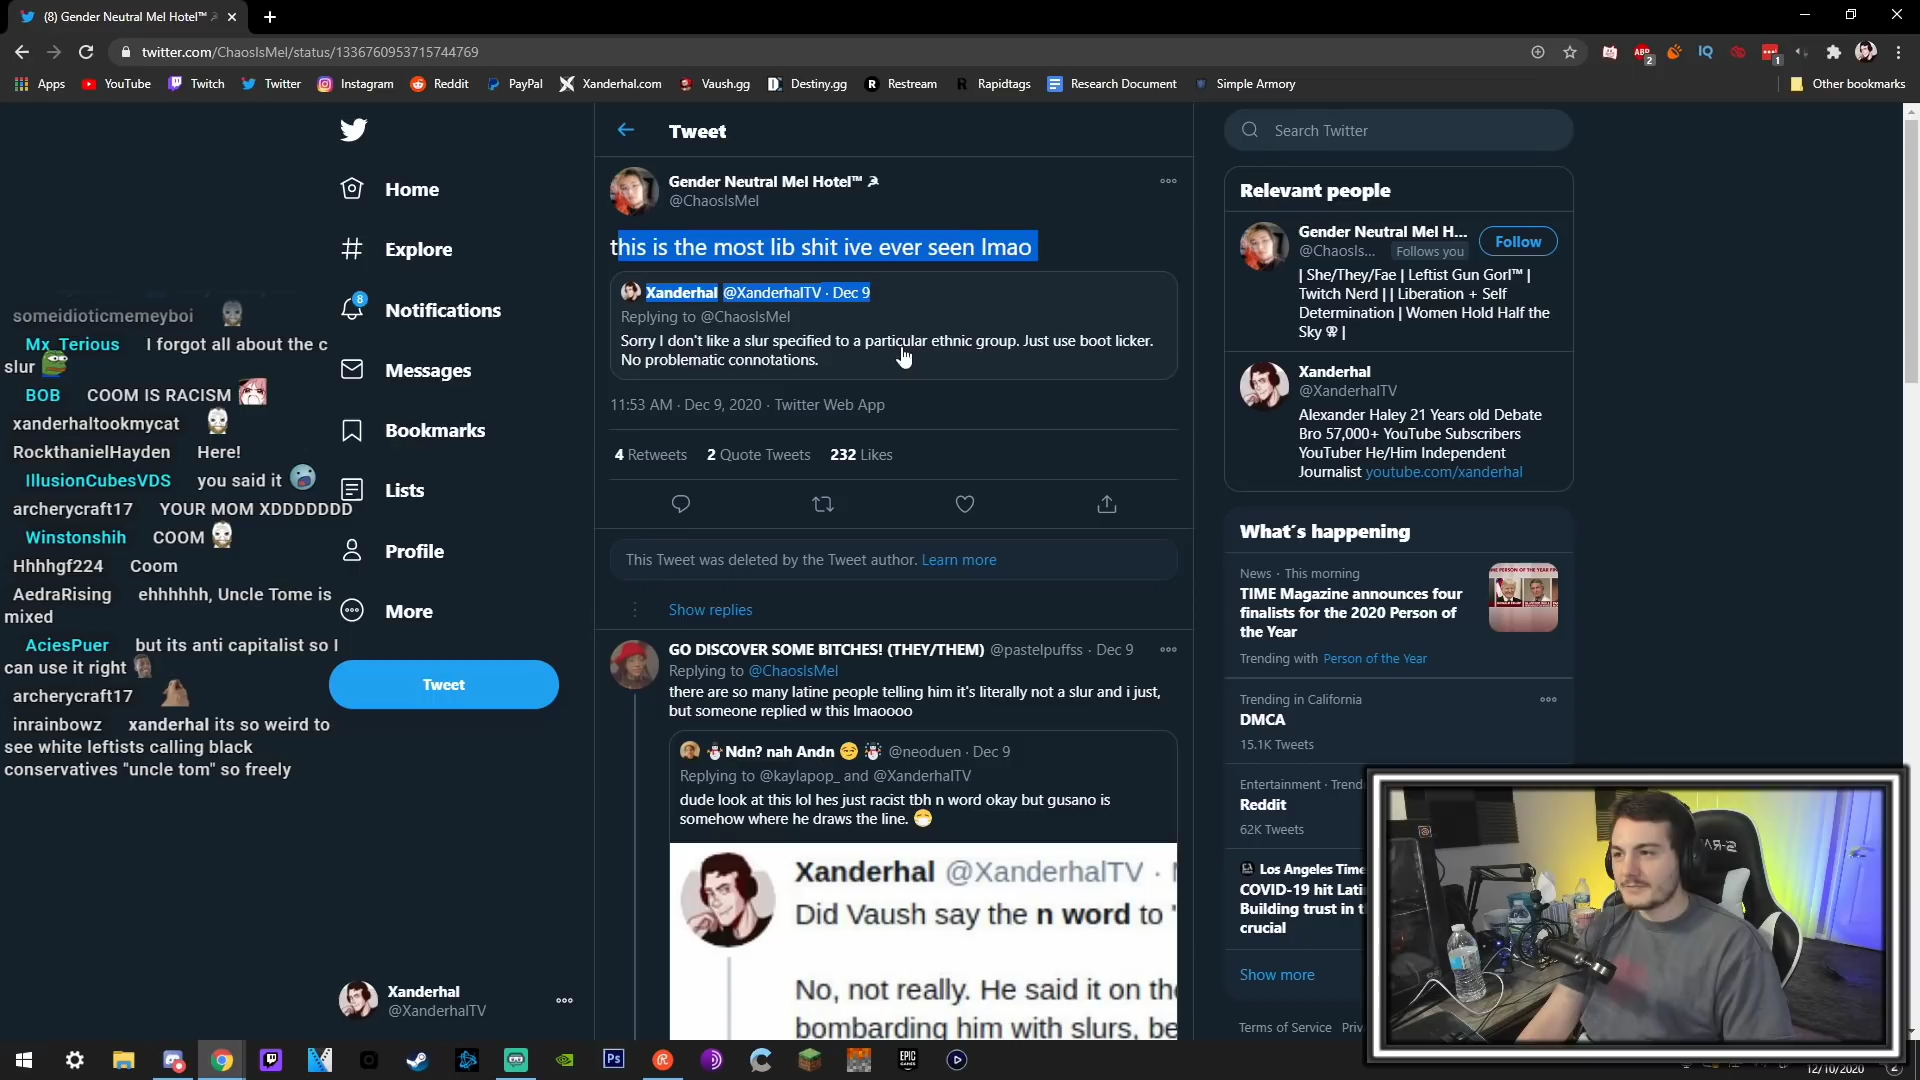 (8) Gender Neutral Mel Hotel™
twitter.com/ChaosIsMel/status/1336760953715744769
Apps YouTube Twitch Twitter Instagram Reddit PayPal Xanderhal.com Vaush.gg Destiny.gg Restream Rapidtags Research Document Simple Armory Other bookmarks
Home
Explore
8
Notifications
Messages
Bookmarks
Lists
Profile
More
Tweet
Xanderhal
@XanderhalTV
someidioticmemeyboi
Mx_Terious I forgot all about the c
slur
BOB COOM IS RACISM
xanderhaltookmycat
RockthanielHayden Here!
IllusionCubesVDS you said it
archerycraft17 YOUR MOM XDDDDDDD
Winstonshih COOM
Hhhhgf224 Coom
AedraRising ehhhhhh, Uncle Tome is
mixed
AciesPuer but its anti capitalist so I
can use it right
archerycraft17
inrainbowz xanderhal its so weird to
see white leftists calling black
conservatives "uncle tom" so freely
Tweet
Gender Neutral Mel Hotel™ ☭
@ChaosIsMel
this is the most lib shit ive ever seen lmao
Xanderhal @XanderhalTV · Dec 9
Replying to @ChaosIsMel
Sorry I don't like a slur specified to a particular ethnic group. Just use boot licker.
No problematic connotations.
11:53 AM · Dec 9, 2020 · Twitter Web App
4 Retweets 2 Quote Tweets 232 Likes
This Tweet was deleted by the Tweet author. Learn more
Show replies
GO DISCOVER SOME BITCHES! (THEY/THEM) @pastelpuffss · Dec 9
Replying to @ChaosIsMel
there are so many latine people telling him it's literally not a slur and i just,
but someone replied w this lmaoooo
⛄Ndn? nah Andn 😏 ☃ @neoduen · Dec 9
Replying to @kaylapop_ and @XanderhalTV
dude look at this lol hes just racist tbh n word okay but gusano is
somehow where he draws the line. 😷
Xanderhal @XanderhalTV ·
Did Vaush say the n word to "
No, not really. He said it on the
bombarding him with slurs, be
Search Twitter
Relevant people
Gender Neutral Mel H...
@ChaosIs... Follows you
Follow
| She/They/Fae | Leftist Gun Gorl™ |
Twitch Nerd | | Liberation + Self
Determination | Women Hold Half the
Sky |
Xanderhal
@XanderhalTV
Alexander Haley 21 Years old Debate
Bro 57,000+ YouTube Subscribers
YouTuber He/Him Independent
Journalist youtube.com/xanderhal
What's happening
News · This morning
TIME Magazine announces four
finalists for the 2020 Person of
the Year
Trending with Person of the Year
Trending in California
DMCA
15.1K Tweets
Entertainment · Trend
Reddit
62K Tweets
Los Angeles Time
COVID-19 hit Lati
Building trust in t
crucial
Show more
Terms of Service Priv
12/10/2020